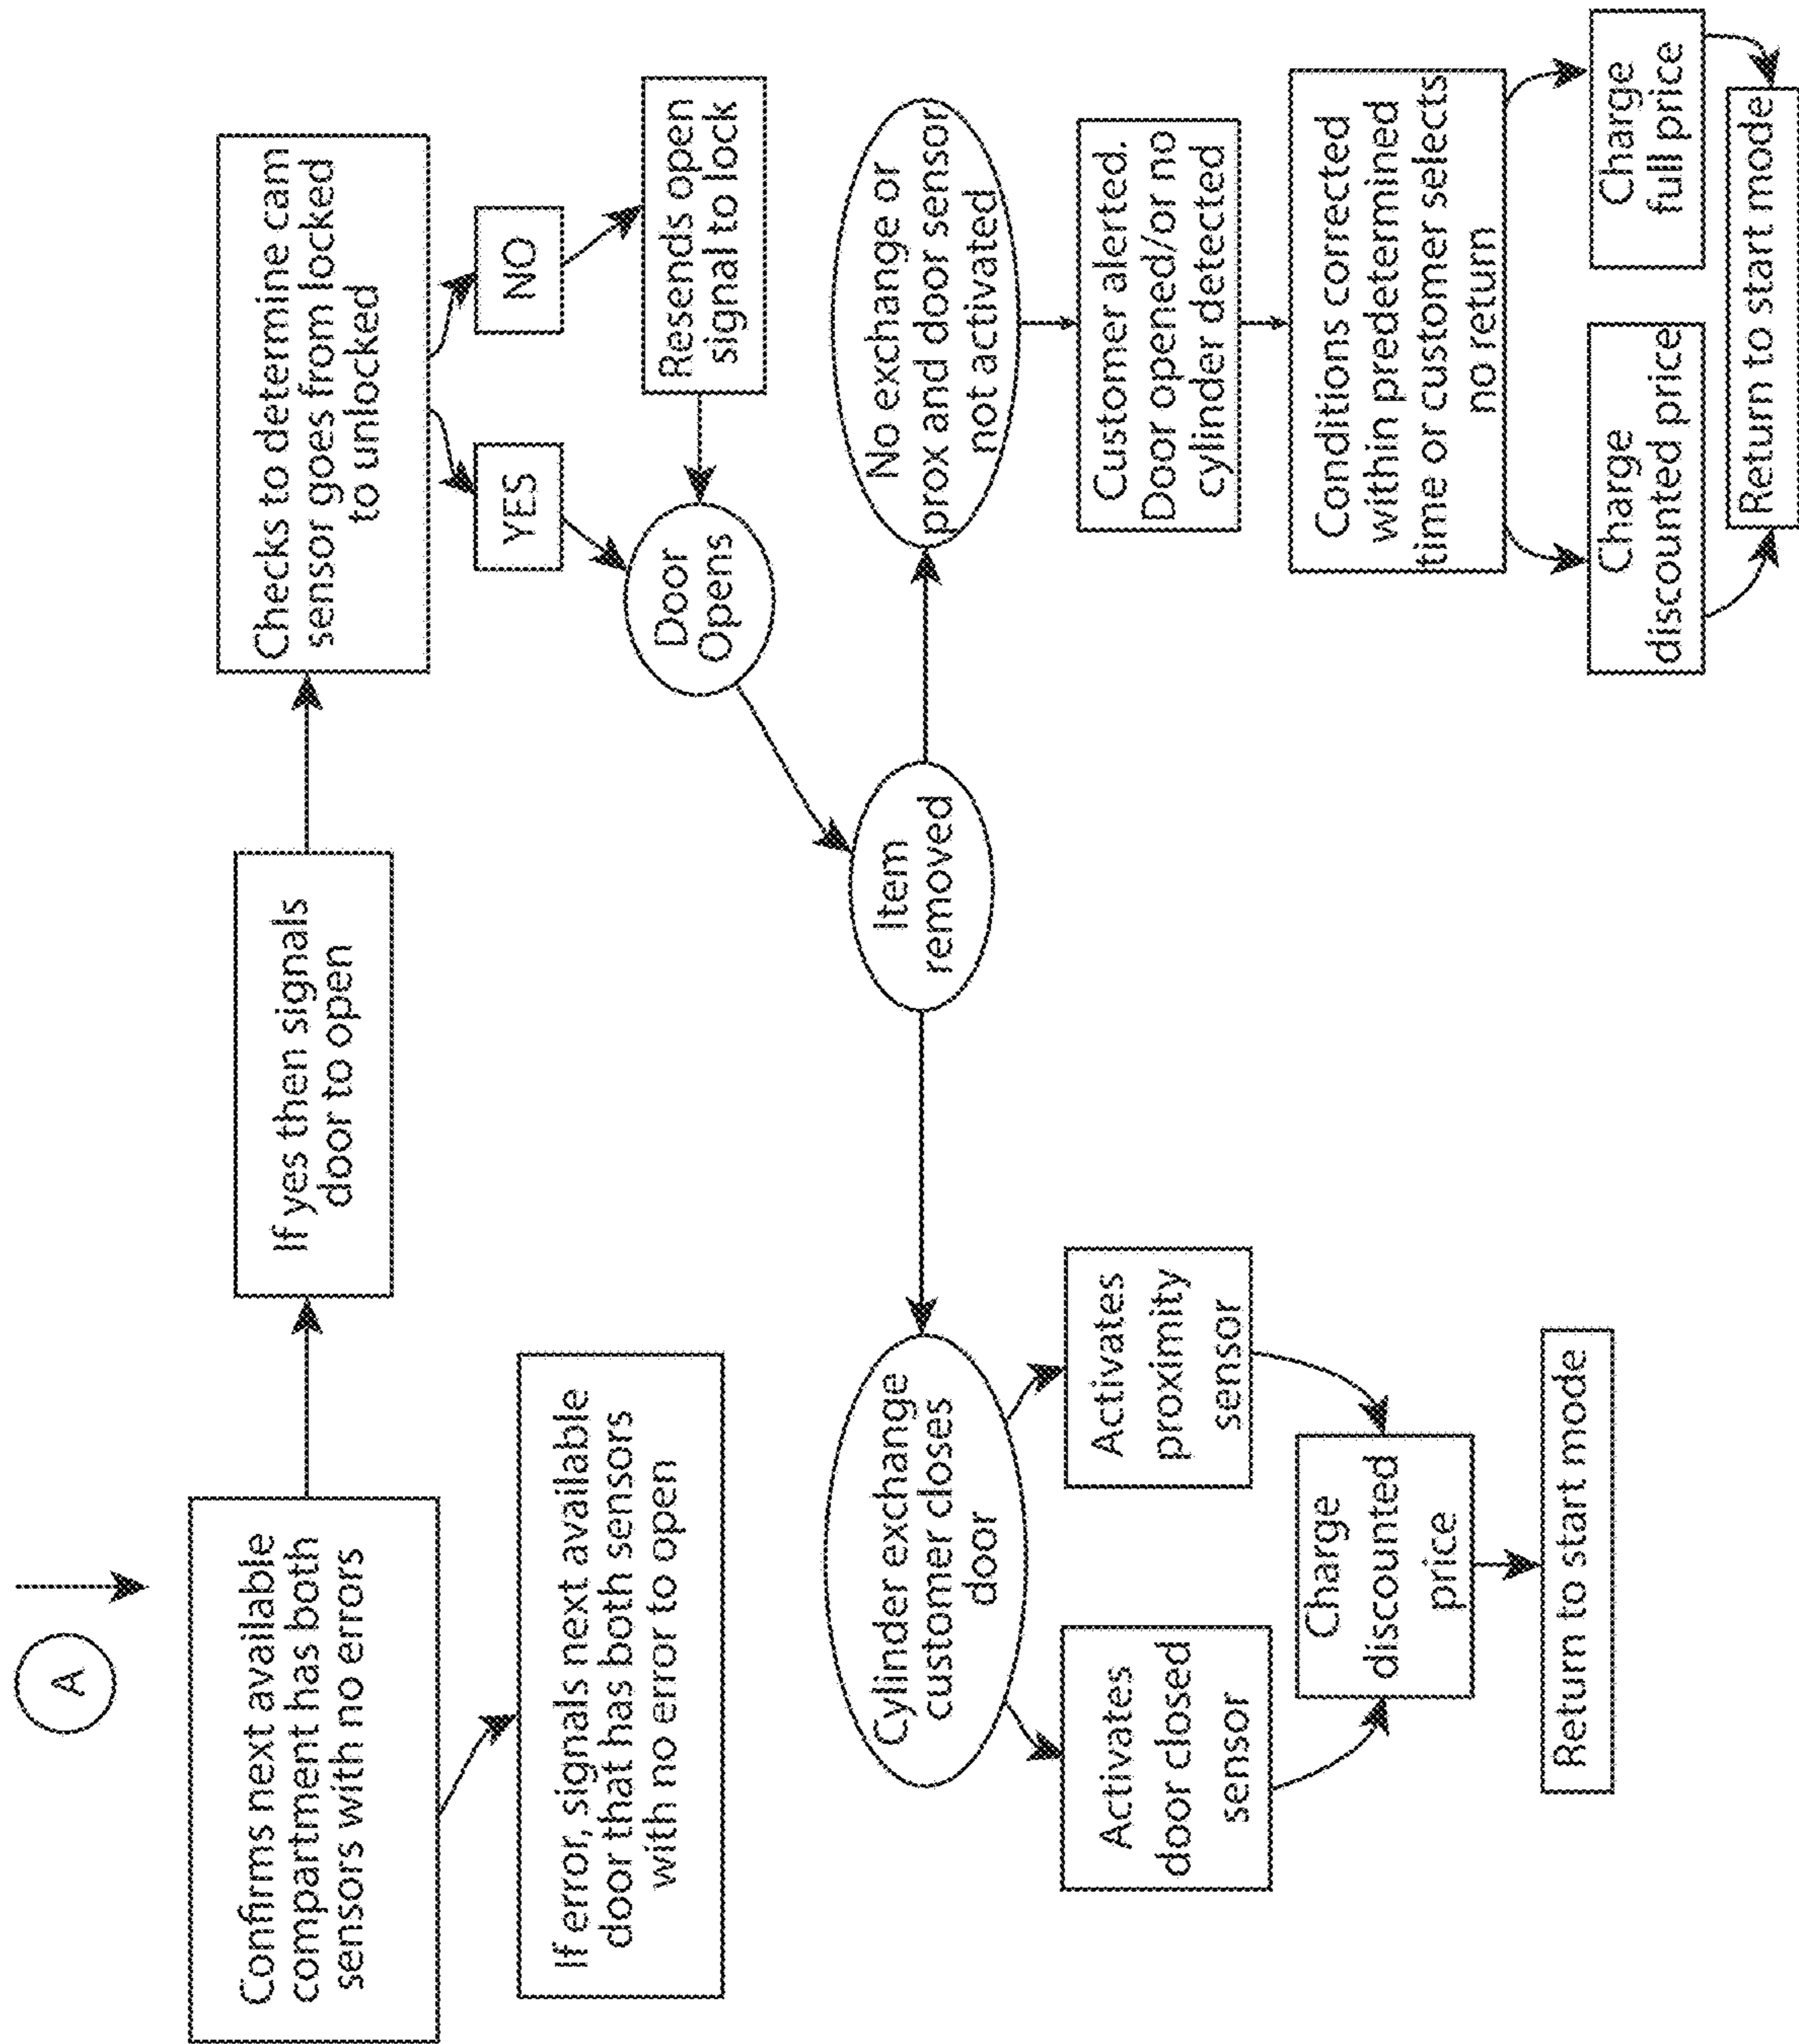 A
Confirms next available
compartment has both
sensors with no errors
If yes then signals
door to open
Checks to determine cam
sensor goes from locked
to unlocked
If error, signals next available
door that has both sensors
with no error to open
YES
NO
Resends open
signal to lock
Door
Opens
Item
removed
Cylinder exchange
customer closes
door
No exchange or
prox and door sensor
not activated
Activates
door closed
sensor
Activates
proximity
sensor
Customer alerted.
Door opened/or no
cylinder detected
Charge
discounted
price
Conditions corrected
within predetermined
time or customer selects
no return
Return to start mode
Charge
discounted price
Charge
full price
Return to start mode